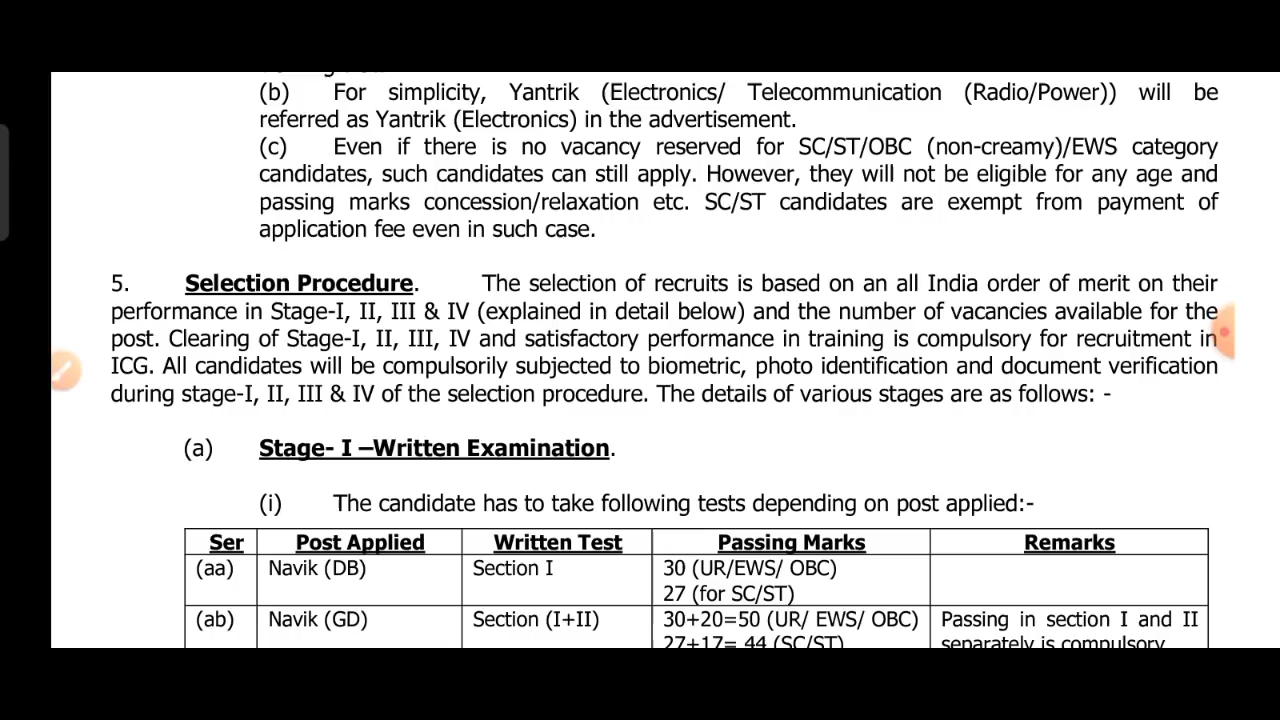 (b) For simplicity, Yantrik (Electronics/ Telecommunication (Radio/Power)) will be
referred as Yantrik (Electronics) in the advertisement.
(c) Even if there is no vacancy reserved for SC/ST/OBC (non-creamy)/EWS category
candidates, such candidates can still apply. However, they will not be eligible for any age and
passing marks concession/relaxation etc. SC/ST candidates are exempt from payment of
application fee even in such case.
5. Selection Procedure. The selection of recruits is based on an all India order of merit on their
performance in Stage-I, II, III & IV (explained in detail below) and the number of vacancies available for the
post. Clearing of Stage-I, II, III, IV and satisfactory performance in training is compulsory for recruitment in
ICG. All candidates will be compulsorily subjected to biometric, photo identification and document verification
during stage-I, II, III & IV of the selection procedure. The details of various stages are as follows: -
(a) Stage- I –Written Examination.
(i) The candidate has to take following tests depending on post applied:-
Ser Post Applied Written Test Passing Marks Remarks
(aa) Navik (DB) Section I 30 (UR/EWS/ OBC)
27 (for SC/ST)
(ab) Navik (GD) Section (I+II) 30+20=50 (UR/ EWS/ OBC) Passing in section I and II
27+17= 44 (SC/ST) separately is compulsory